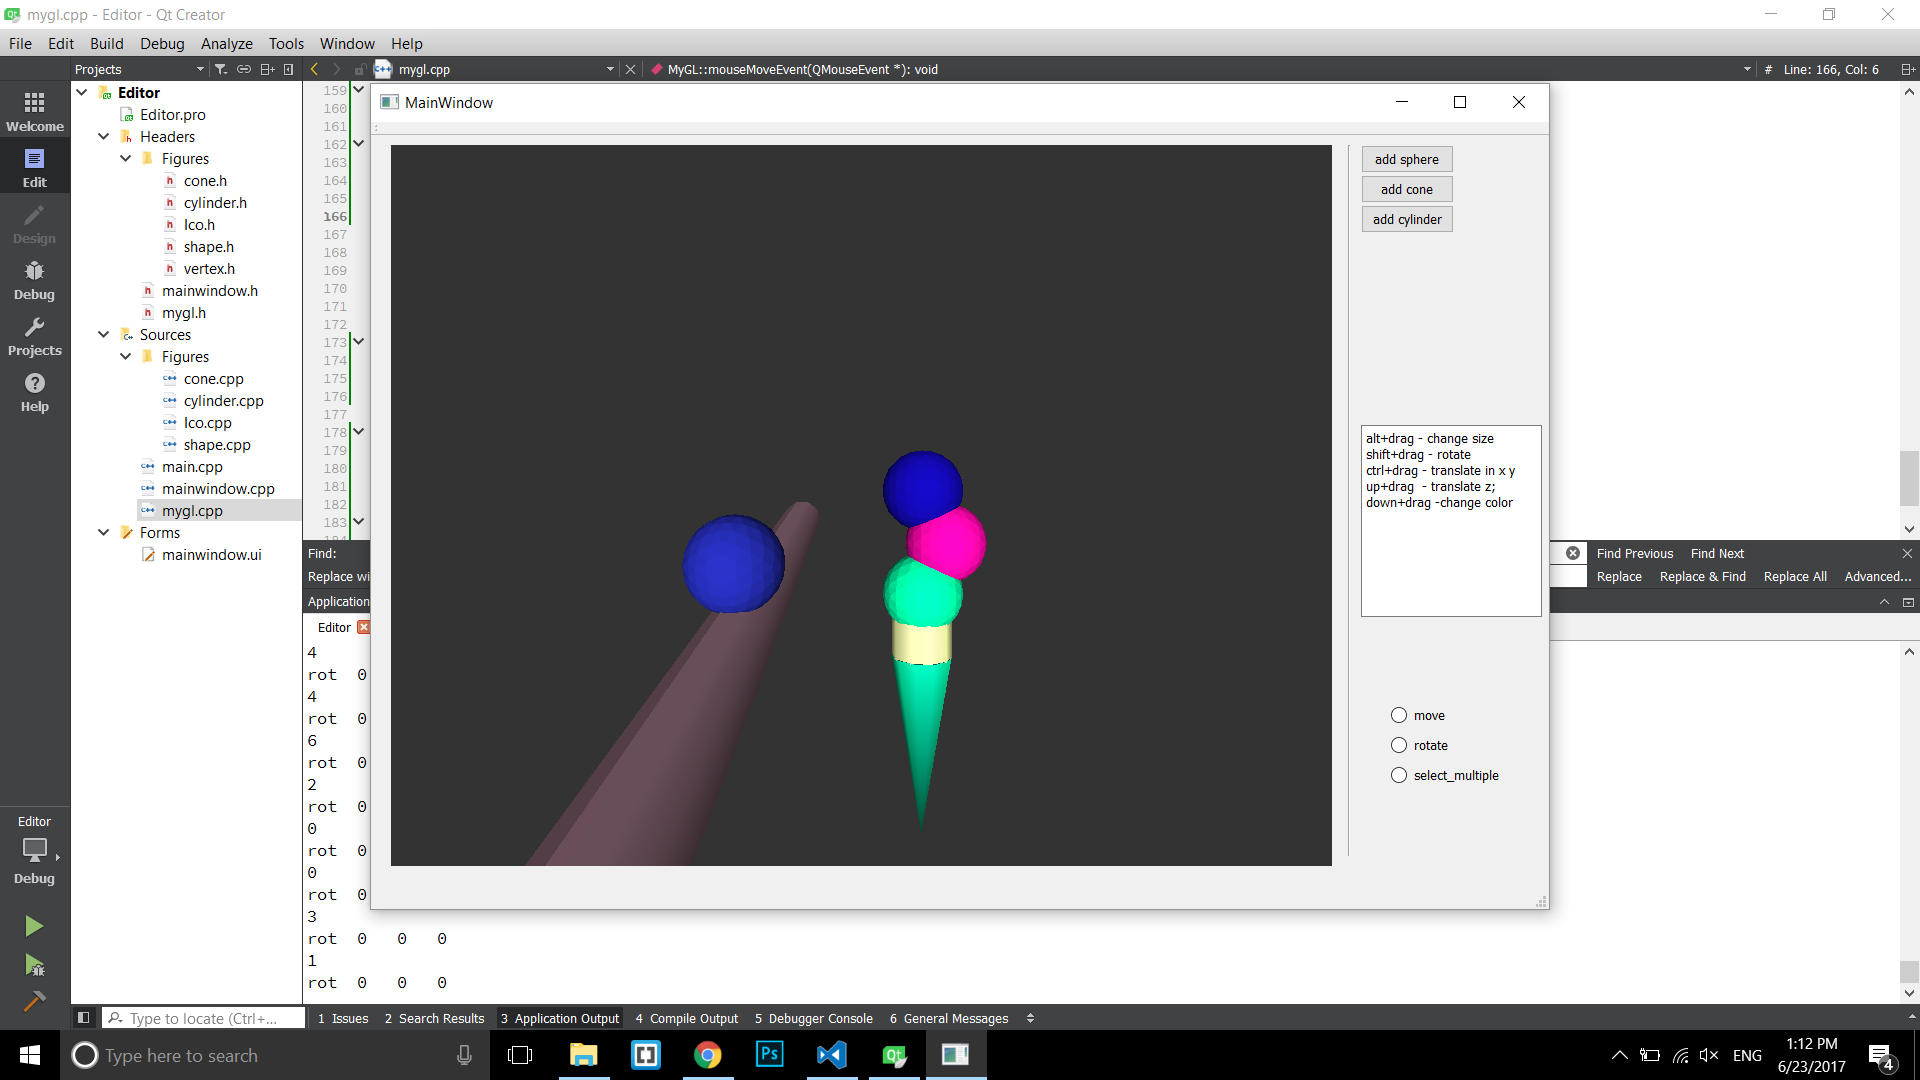 mygl.cpp - Editor - Qt Creator
File Edit Build Debug Analyze Tools Window Help
Projects
mygl.cpp
MyGL::mouseMoveEvent(QMouseEvent *): void
# Line: 166, Col: 6
Welcome
Edit
Design
Debug
Projects
Help
Editor
Debug
Editor
Editor.pro
Headers
Figures
cone.h
cylinder.h
Ico.h
shape.h
vertex.h
mainwindow.h
mygl.h
Sources
Figures
cone.cpp
cylinder.cpp
Ico.cpp
shape.cpp
main.cpp
mainwindow.cpp
mygl.cpp
Forms
mainwindow.ui
159
160
161
162
163
164
165
166
167
168
169
170
171
172
173
174
175
176
177
178
179
180
181
182
183
MainWindow
add sphere
add cone
add cylinder
alt+drag - change size
shift+drag - rotate
ctrl+drag - translate in x y
up+drag  - translate z;
down+drag -change color
move
rotate
select_multiple
Find:
Find Previous Find Next
Replace wi
Replace Replace & Find Replace All Advanced...
Application
Editor
4
rot 0
4
rot 0
6
rot 0
2
rot 0
0
rot 0
0
rot 0
3
rot 0 0 0
1
rot 0 0 0
Type to locate (Ctrl+...
1 Issues 2 Search Results 3 Application Output 4 Compile Output 5 Debugger Console 6 General Messages
Type here to search
Ps
Qt
ENG
1:12 PM
6/23/2017
4